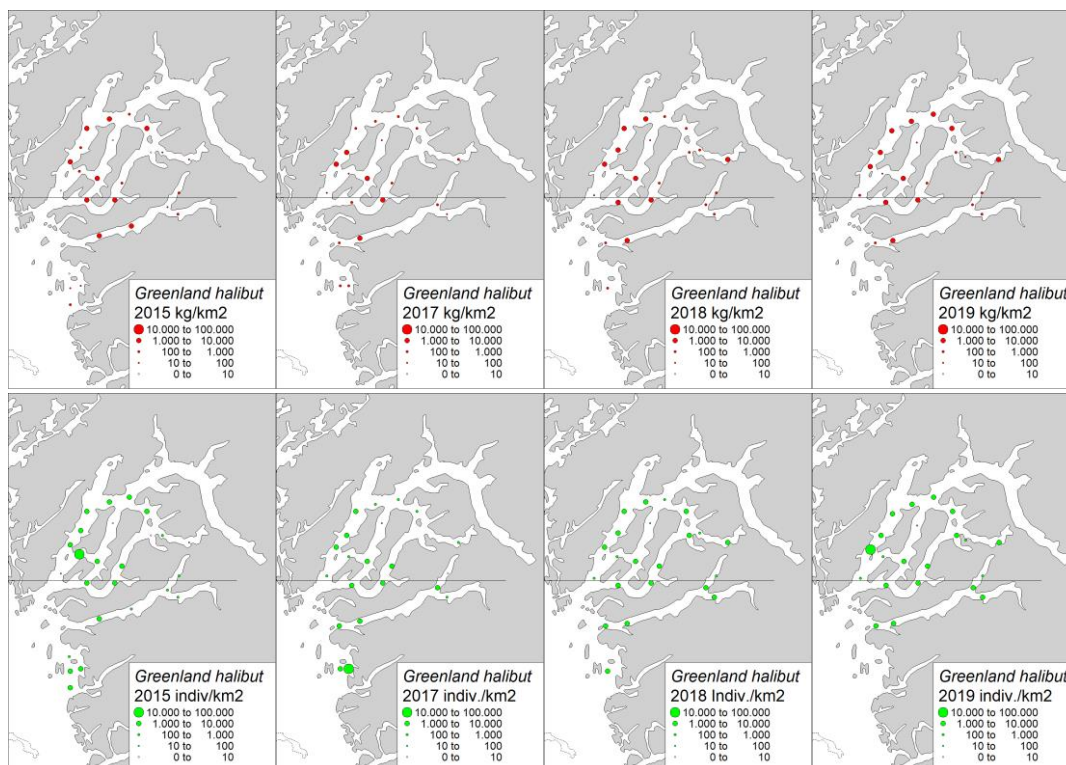 Greenland halibut
2015 kg/km2
10.000 to 100.000
1.000 to 10.000
100 to 1.000
10 to 100
0 to 10
Greenland halibut
2017 kg/km2
10.000 to 100.000
1.000 to 10.000
100 to 1.000
10 to 100
0 to 10
Greenland halibut
2018 kg/km2
10.000 to 100.000
1.000 to 10.000
100 to 1.000
10 to 100
0 to 10
Greenland halibut
2019 kg/km2
10.000 to 100.000
1.000 to 10.000
100 to 1.000
10 to 100
0 to 10
Greenland halibut
2015 indiv/km2
10.000 to 100.000
1.000 to 10.000
100 to 1.000
10 to 100
0 to 10
Greenland halibut
2017 indiv./km2
10.000 to 100.000
1.000 to 10.000
100 to 1.000
10 to 100
0 to 10
Greenland halibut
2018 Indiv./km2
10.000 to 100.000
1.000 to 10.000
100 to 1.000
10 to 100
0 to 10
Greenland halibut
2019 indiv./km2
10.000 to 100.000
1.000 to 10.000
100 to 1.000
10 to 100
0 to 10